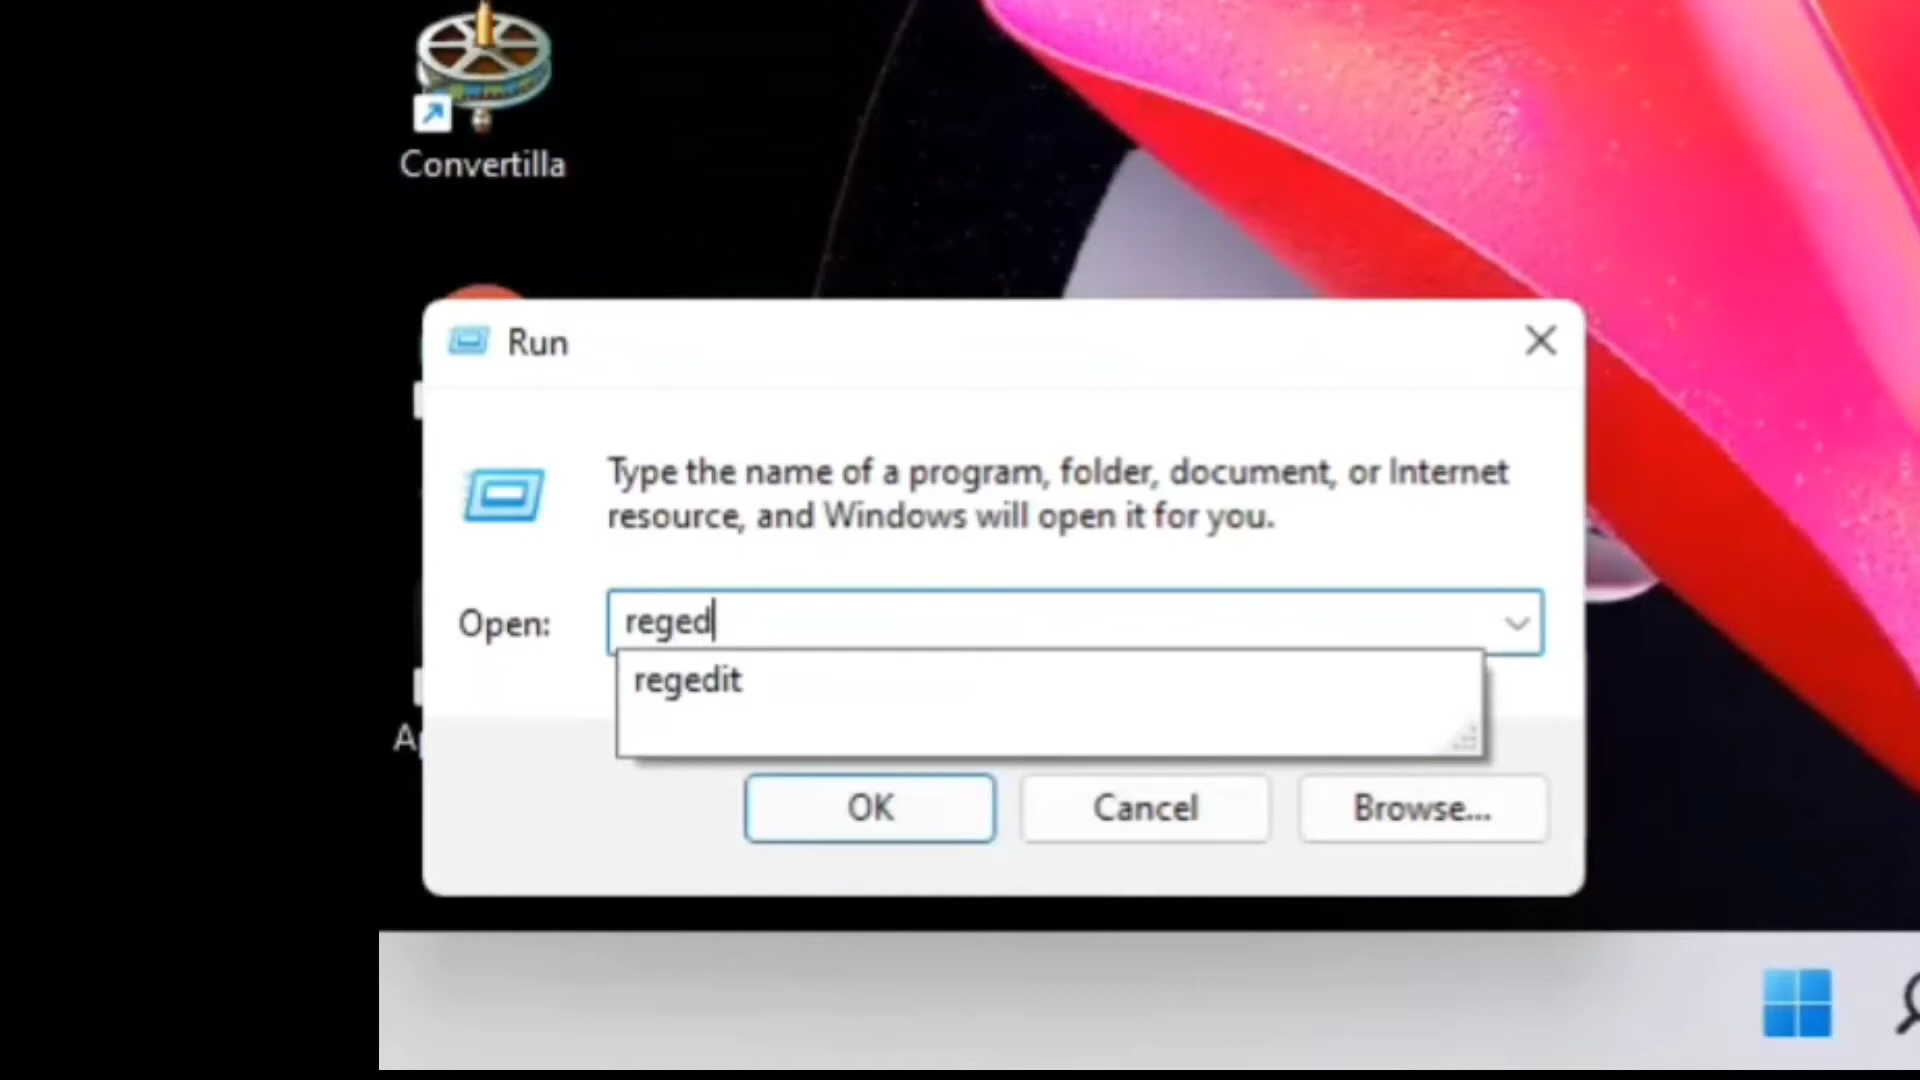 Convertilla
Run
Type the name of a program, folder, document, or Internet
resource, and Windows will open it for you.
Open:
reged
regedit
A
OK
Cancel
Browse...